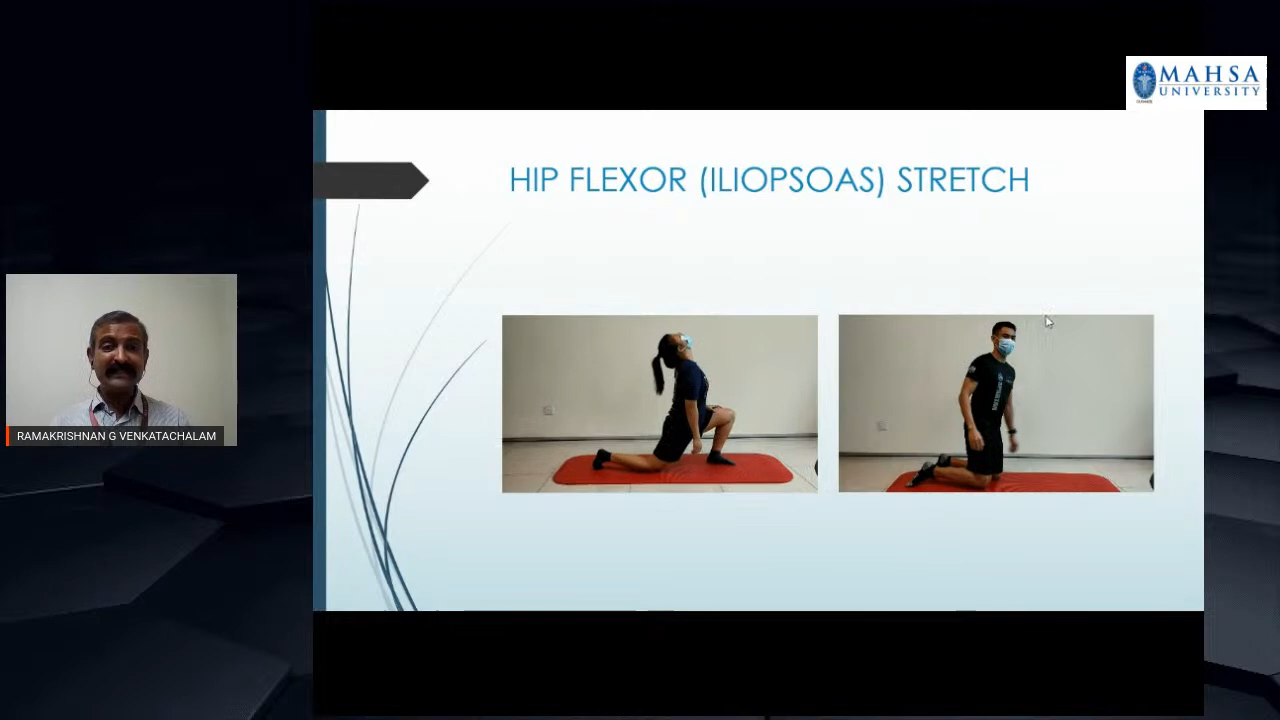 MAHSA
UNIVERSITY
HIP FLEXOR (ILIOPSOAS) STRETCH
RAMAKRISHNAN G VENKATACHALAM